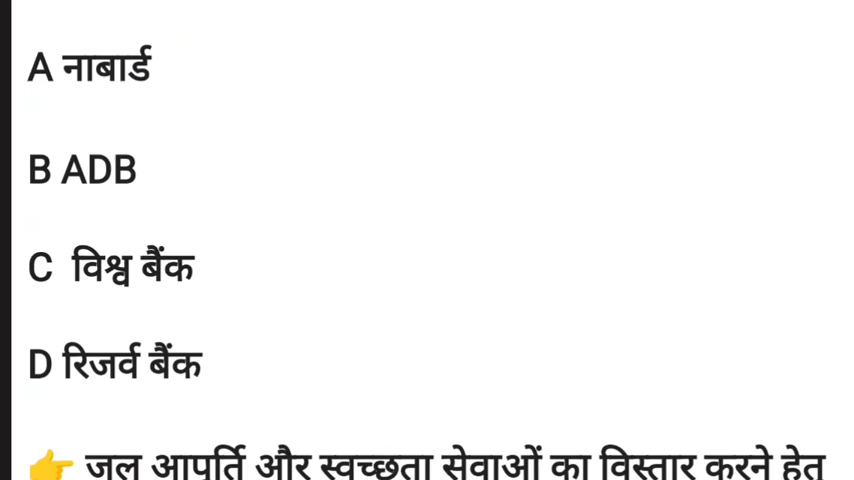 A नाबार्ड
B ADB
C विश्व बैंक
D रिजर्व बैंक
👉 जल आपूर्ति और स्वच्छता सेवाओं का विस्तार करने हेतु